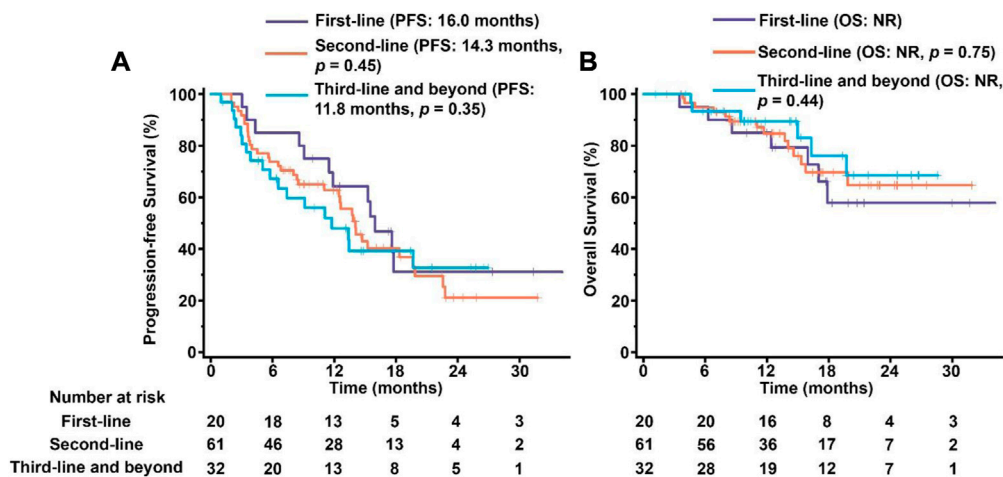 A
First-line (PFS: 16.0 months)
Second-line (PFS: 14.3 months,
p = 0.45)
Third-line and beyond (PFS:
11.8 months, p = 0.35)
Progression-free Survival (%)
100
80
60
40
20
0
0 6 12 18 24 30
Time (months)
B
First-line (OS: NR)
Second-line (OS: NR, p = 0.75)
Third-line and beyond (OS: NR,
p = 0.44)
Overall Survival (%)
100
80
60
40
20
0
0 6 12 18 24 30
Time (months)
Number at risk
First-line 20 18 13 5 4 3 20 20 16 8 4 3
Second-line 61 46 28 13 4 2 61 56 36 17 7 2
Third-line and beyond 32 20 13 8 5 1 32 28 19 12 7 1